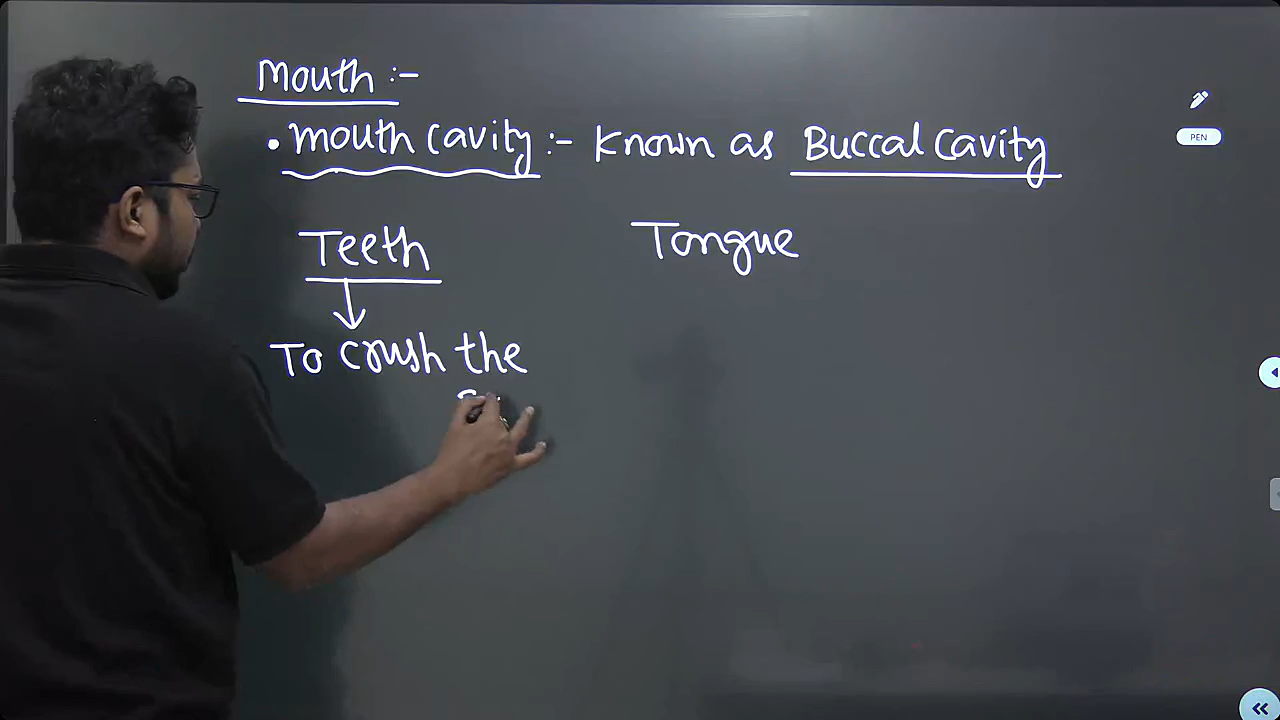 Mouth :-
• Mouth Cavity :- Known as Buccal Cavity
Teeth
Tongue
To crush the
PEN